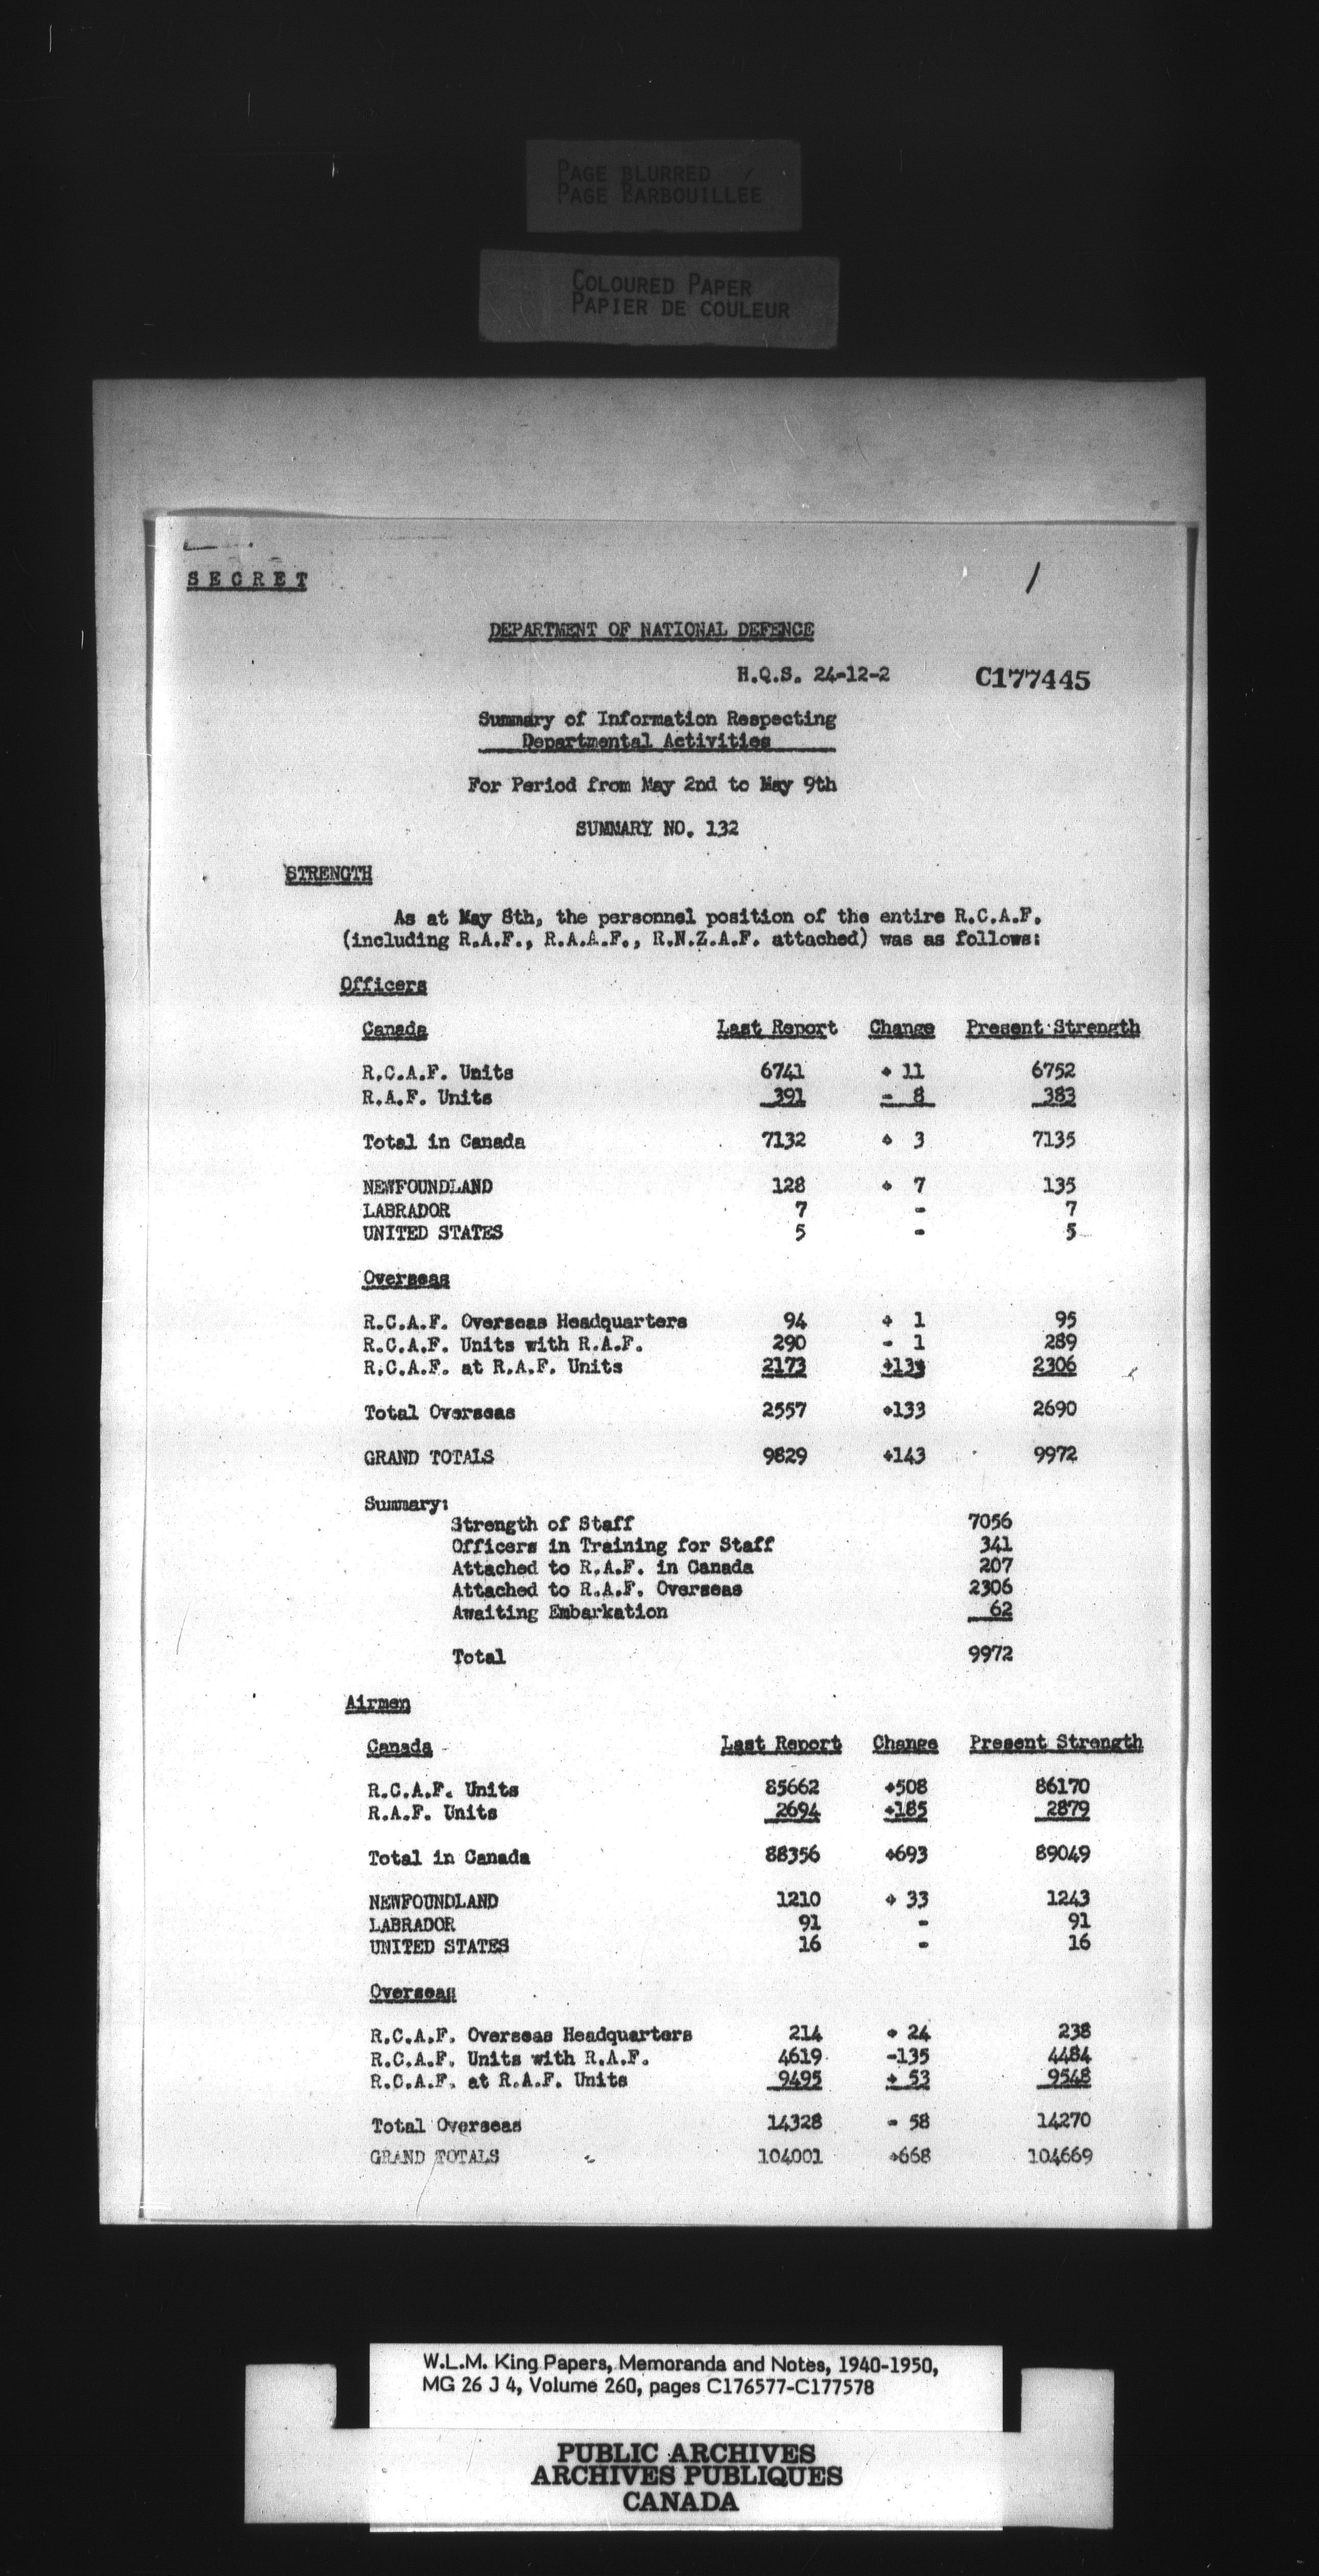 PAGE BLURRED /
PAGE BARBOUILLÉE
COLOURED PAPER
PAPIER DE COULEUR
SECRET
1
DEPARTMENT OF NATIONAL DEFENCE
H.Q.S. 24-12-2 C177445
Summary of Information Respecting
Departmental Activities
For Period from May 2nd to May 9th
SUMMARY NO. 132
STRENGTH
As at May 8th, the personnel position of the entire R.C.A.F.
(including R.A.F., R.A.A.F., R.N.Z.A.F. attached) was as follows:
Officers
Canada Last Report Change Present Strength
R.C.A.F. Units 6741 + 11 6752
R.A.F. Units 391 - 8 383
Total in Canada 7132 + 3 7135
NEWFOUNDLAND 128 + 7 135
LABRADOR 7 - 7
UNITED STATES 5 - 5
Overseas
R.C.A.F. Overseas Headquarters 94 + 1 95
R.C.A.F. Units with R.A.F. 290 - 1 289
R.C.A.F. at R.A.F. Units 2173 +133 2306
Total Overseas 2557 +133 2690
GRAND TOTALS 9829 +143 9972
Summary:
Strength of Staff 7056
Officers in Training for Staff 341
Attached to R.A.F. in Canada 207
Attached to R.A.F. Overseas 2306
Awaiting Embarkation 62
Total 9972
Airmen
Canada Last Report Change Present Strength
R.C.A.F. Units 85662 +508 86170
R.A.F. Units 2694 +185 2879
Total in Canada 88356 +693 89049
NEWFOUNDLAND 1210 + 33 1243
LABRADOR 91 - 91
UNITED STATES 16 - 16
Overseas
R.C.A.F. Overseas Headquarters 214 + 24 238
R.C.A.F. Units with R.A.F. 4619 -135 4484
R.C.A.F. at R.A.F. Units 9495 + 53 9548
Total Overseas 14328 - 58 14270
GRAND TOTALS 104001 +668 104669
W.L.M. King Papers, Memoranda and Notes, 1940-1950,
MG 26 J 4, Volume 260, pages C176577-C177578
PUBLIC ARCHIVES
ARCHIVES PUBLIQUES
CANADA